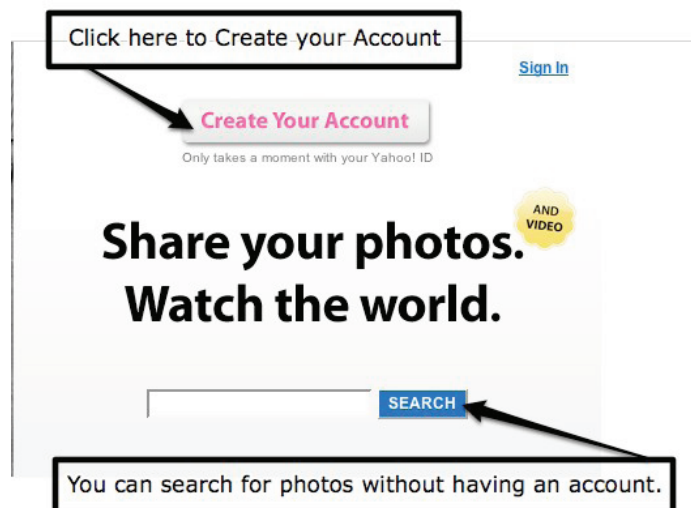 Click here to Create your Account
Sign In
Create Your Account
Only takes a moment with your Yahoo! ID
AND
VIDEO
Share your photos.
Watch the world.
SEARCH
You can search for photos without having an account.